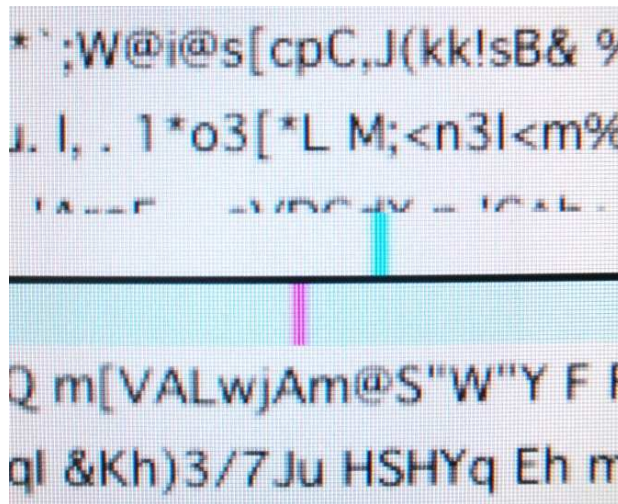 *`;W@i@s[cpC,J(kk!sB& %
. l, . 1*o3[*L M;<n3l<m%
Q m[VALwjAm@S"W"Y F F
ql &Kh)3/7Ju HSHYq Eh m